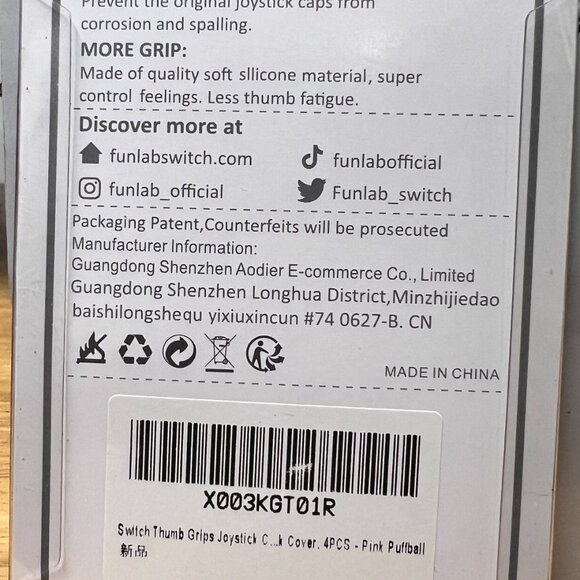 Prevent the original joystick caps from
corrosion and spalling.
MORE GRIP:
Made of quality soft sllicone material, super
control feelings. Less thumb fatigue.
Discover more at
funlabswitch.com
funlabofficial
funlab_official
Funlab_switch
Packaging Patent,Counterfeits will be prosecuted
Manufacturer Information:
Guangdong Shenzhen Aodier E-commerce Co., Limited
Guangdong Shenzhen Longhua District,Minzhijiedao
baishilongshequ yixiuxincun #74 0627-B. CN
MADE IN CHINA
X003KGT01R
Switch Thumb Grips Joystick C...k Cover, 4PCS - Pink Puffball
新品